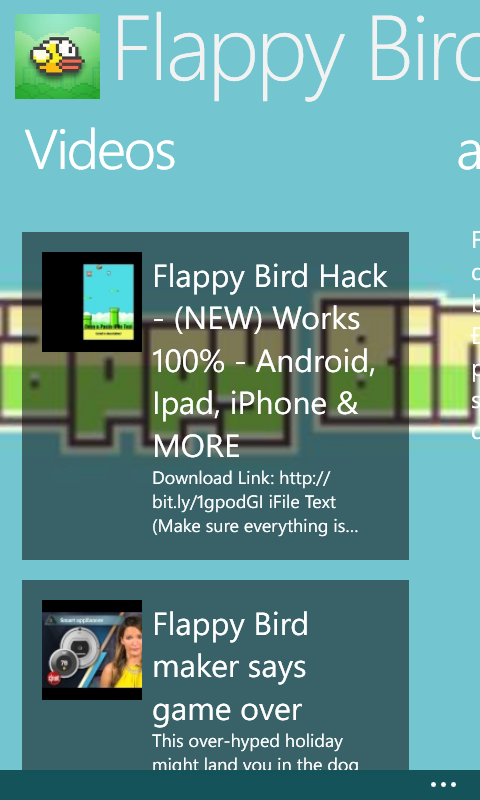 Flappy Bird
Videos
a
Flappy Bird Hack
- (NEW) Works
100% - Android,
Ipad, iPhone &
MORE
Download Link: http://
bit.ly/1gpodGI iFile Text
(Make sure everything is...
Smart appliances
Flappy Bird
maker says
game over
This over-hyped holiday
might land you in the dog